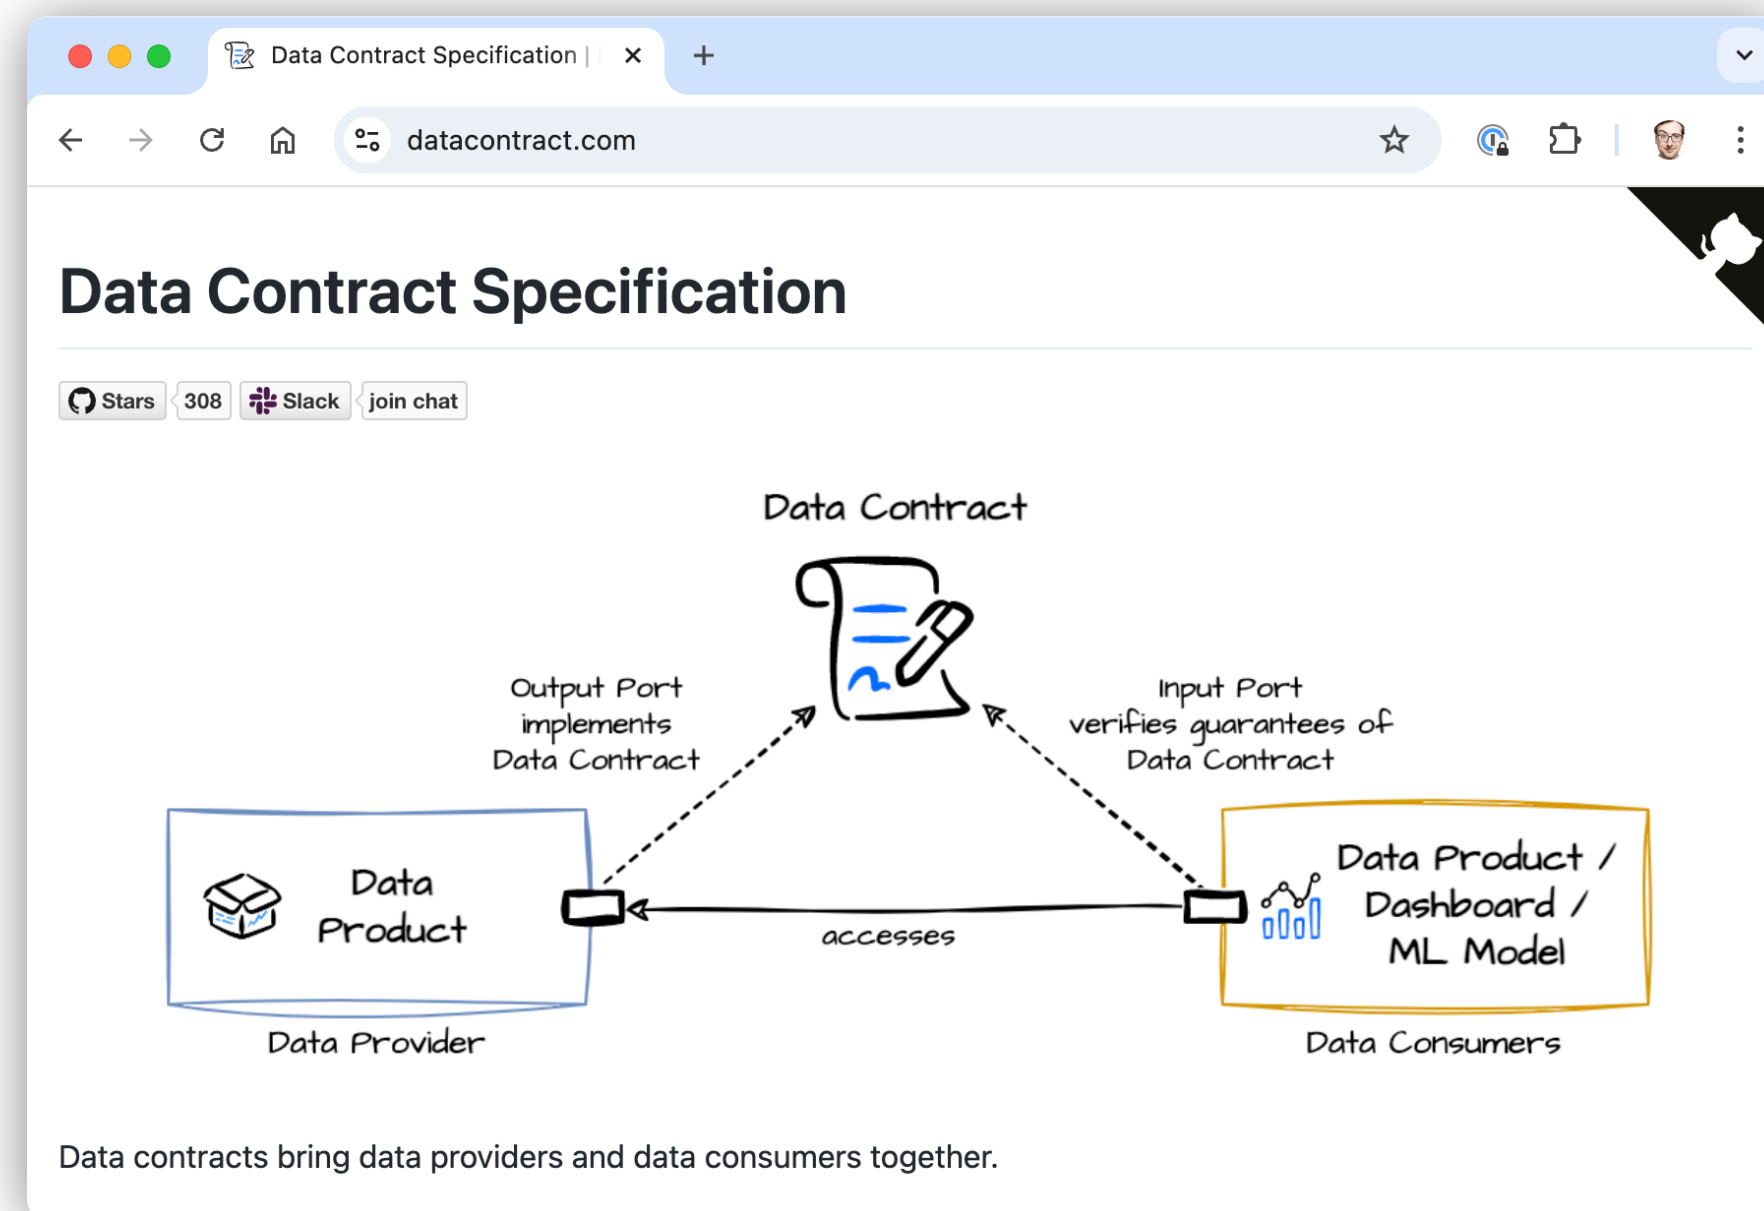 Data Contract Specification |
datacontract.com
Data Contract Specification
Stars 308 Slack join chat
Data Contract
Output Port
implements
Data Contract
Input Port
verifies guarantees of
Data Contract
Data
Product
accesses
Data Product /
Dashboard /
ML Model
Data Provider
Data Consumers
Data contracts bring data providers and data consumers together.